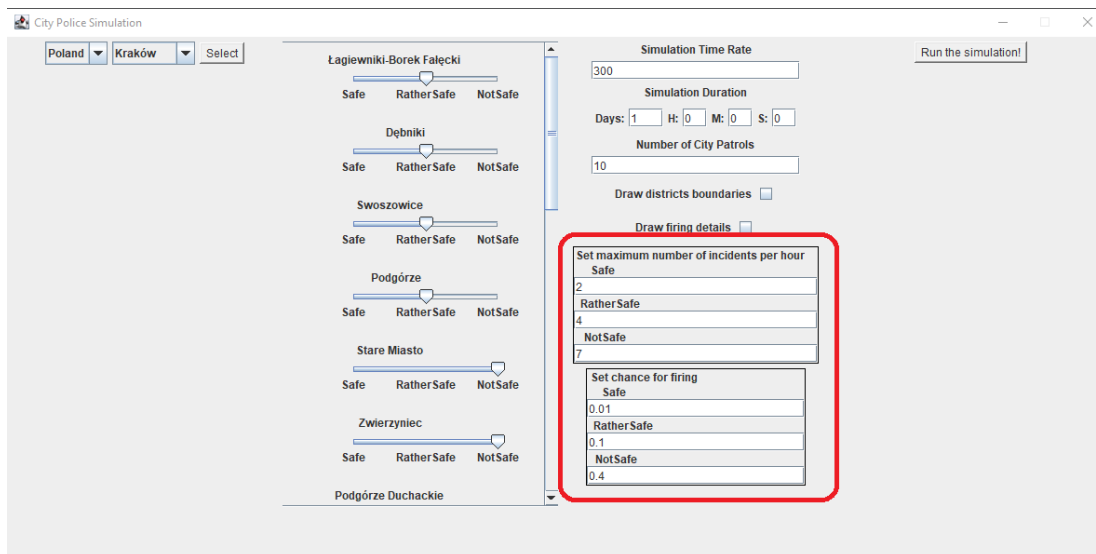 City Police Simulation
Poland Kraków Select
Łagiewniki-Borek Fałęcki
Safe RatherSafe NotSafe
Dębniki
Safe RatherSafe NotSafe
Swoszowice
Safe RatherSafe NotSafe
Podgórze
Safe RatherSafe NotSafe
Stare Miasto
Safe RatherSafe NotSafe
Zwierzyniec
Safe RatherSafe NotSafe
Podgórze Duchackie
Simulation Time Rate
300
Simulation Duration
Days: 1 H: 0 M: 0 S: 0
Number of City Patrols
10
Draw districts boundaries
Draw firing details
Set maximum number of incidents per hour
Safe
2
RatherSafe
4
NotSafe
7
Set chance for firing
Safe
0.01
RatherSafe
0.1
NotSafe
0.4
Run the simulation!